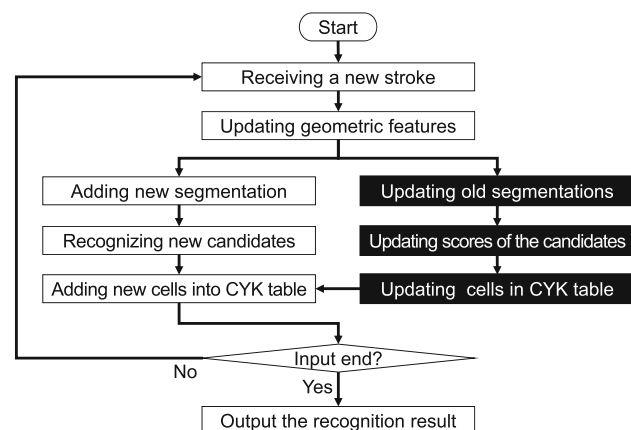 Start
Receiving a new stroke
Updating geometric features
Adding new segmentation
Updating old segmentations
Recognizing new candidates
Updating scores of the candidates
Adding new cells into CYK table
Updating cells in CYK table
Input end?
No
Yes
Output the recognition result